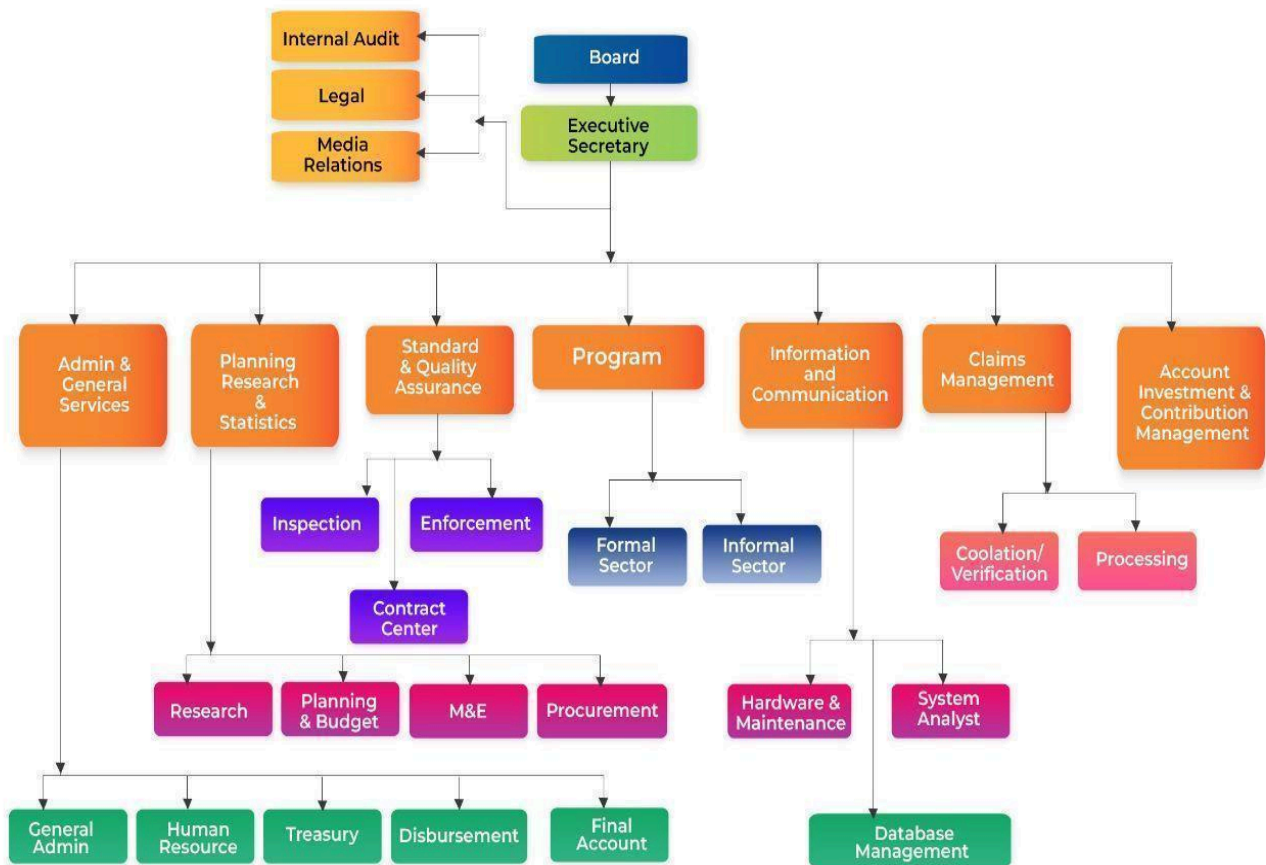 Internal Audit
Board
Legal
Executive
Secretary
Media
Relations
Admin &
General
Services
Planning
Research
&
Statistics
Standard
& Quality
Assurance
Program
Information
and
Communication
Claims
Management
Account
Investment &
Contribution
Management
Inspection
Enforcement
Formal
Sector
Informal
Sector
Coolation/
Verification
Processing
Contract
Center
Research
Planning
& Budget
M&E
Procurement
Hardware &
Maintenance
System
Analyst
General
Admin
Human
Resource
Treasury
Disbursement
Final
Account
Database
Management